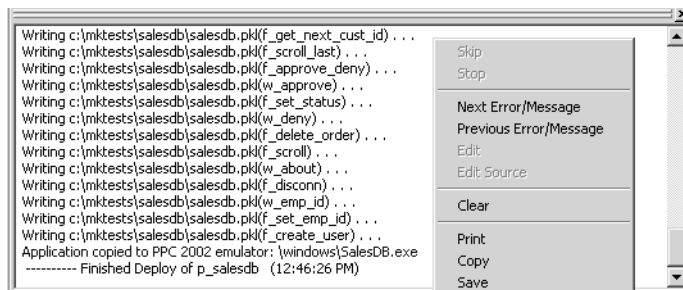 Writing c:\mktests\salesdb\salesdb.pkl(f_get_next_cust_id) . . .
Writing c:\mktests\salesdb\salesdb.pkl(f_scroll_last) . . .
Writing c:\mktests\salesdb\salesdb.pkl(f_approve_deny) . . .
Writing c:\mktests\salesdb\salesdb.pkl(w_approve) . . .
Writing c:\mktests\salesdb\salesdb.pkl(f_set_status) . . .
Writing c:\mktests\salesdb\salesdb.pkl(w_deny) . . .
Writing c:\mktests\salesdb\salesdb.pkl(f_delete_order) . . .
Writing c:\mktests\salesdb\salesdb.pkl(f_scroll) . . .
Writing c:\mktests\salesdb\salesdb.pkl(w_about) . . .
Writing c:\mktests\salesdb\salesdb.pkl(f_disconn) . . .
Writing c:\mktests\salesdb\salesdb.pkl(w_emp_id) . . .
Writing c:\mktests\salesdb\salesdb.pkl(f_set_emp_id) . . .
Writing c:\mktests\salesdb\salesdb.pkl(f_create_user) . . .
Application copied to PPC 2002 emulator: \windows\SalesDB.exe
---------- Finished Deploy of p_salesdb (12:46:26 PM)
Skip
Stop
Next Error/Message
Previous Error/Message
Edit
Edit Source
Clear
Print
Copy
Save